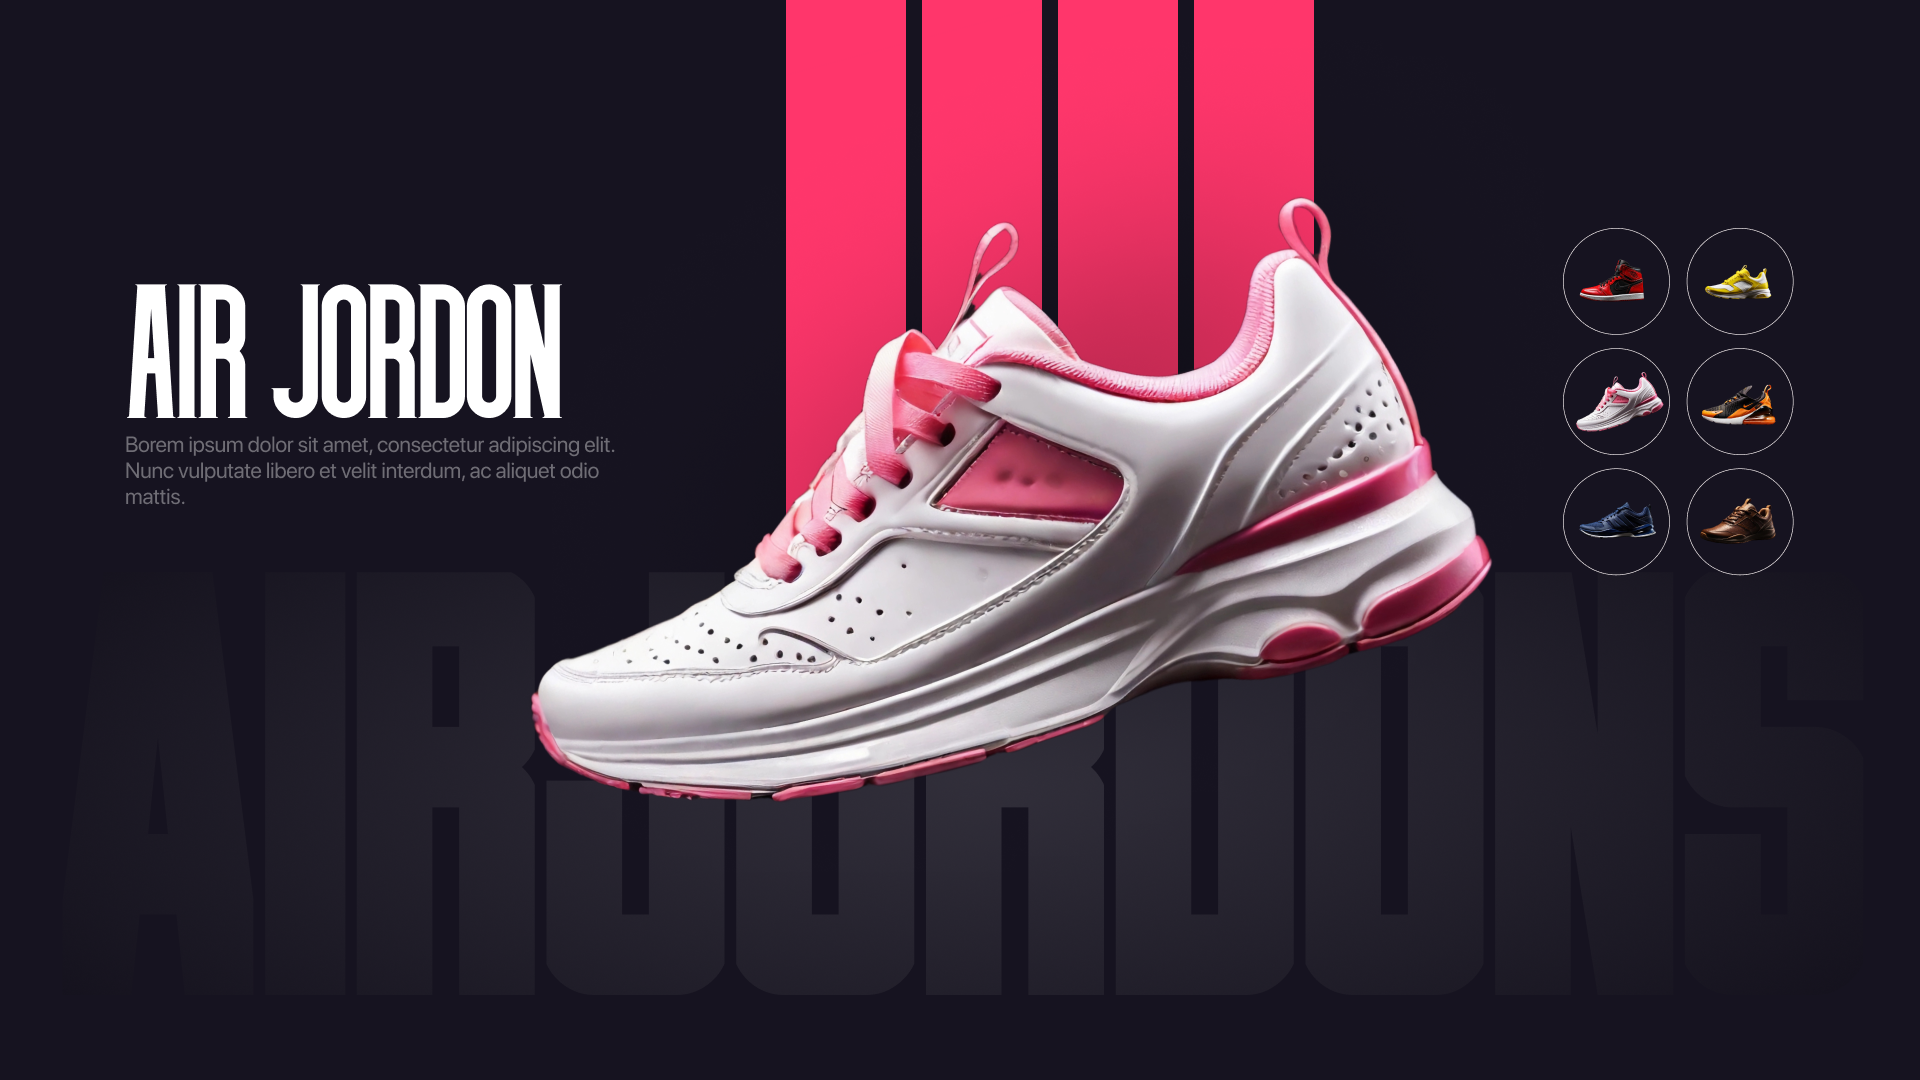 AIR JORDON
Borem ipsum dolor sit amet, consectetur adipiscing elit.
Nunc vulputate libero et velit interdum, ac aliquet odio
mattis.
AIRJORDONS